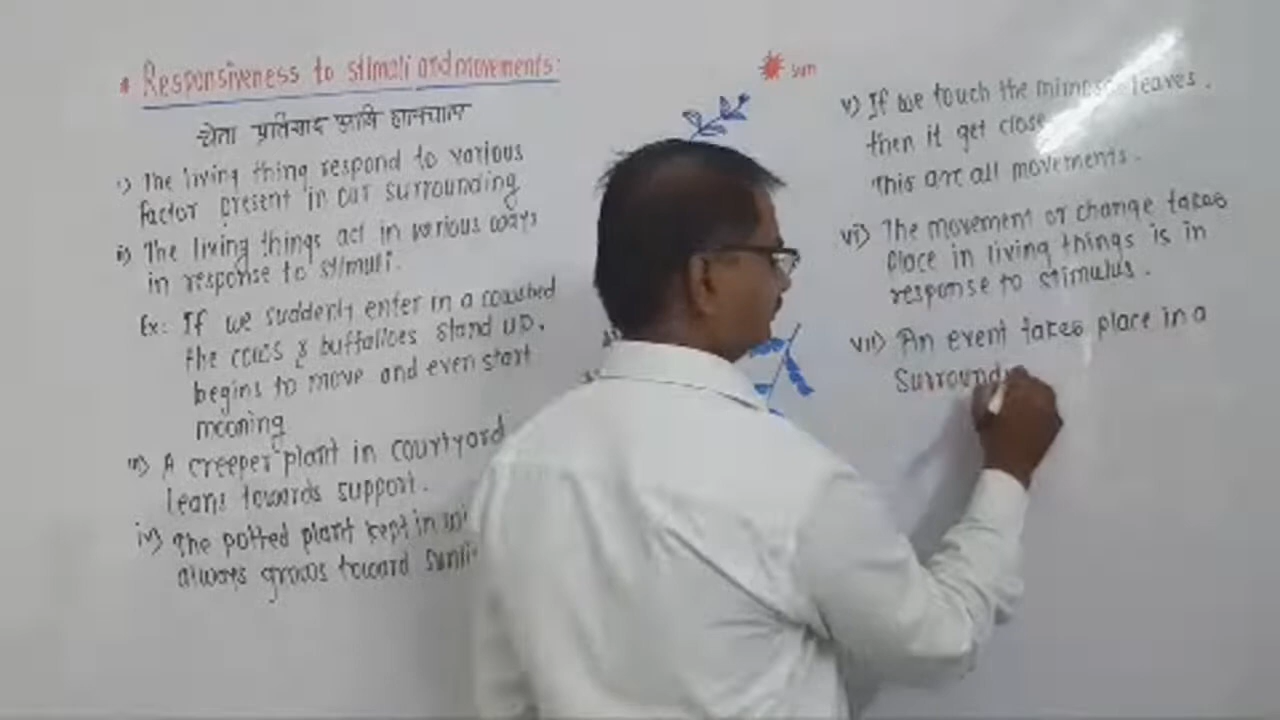 * Responsiveness to stimuli and movements:
चेता प्रतिसाद आणि हालचाल
i) The living thing respond to various
factor present in our surrounding
ii) The living things act in various ways
in response to stimuli.
Ex: If we suddenly enter in a cowshed
the cows & buffalloes stand up,
begins to move and even start
meaning
iii) A creeper plant in courtyard
leans towards support.
iv) The potted plant kept in
always grows toward
sun
v) If we touch the mimosa leaves.
then it get close
This are all movements.
vi) The movement or change takes
place in living things is in
response to stimulus.
vii) An event takes place in a
Surround